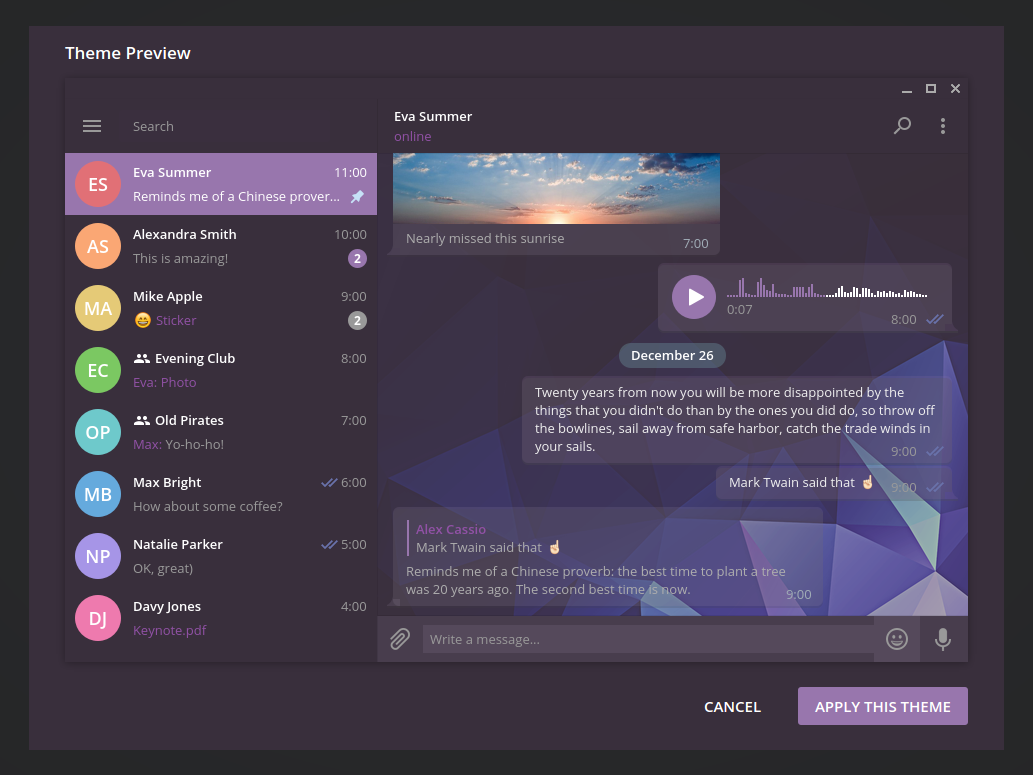 Theme Preview
Search
ES
Eva Summer 11:00
Reminds me of a Chinese prover...
AS
Alexandra Smith 10:00
This is amazing! 2
MA
Mike Apple 9:00
😄 Sticker 2
EC
Evening Club 8:00
Eva: Photo
OP
Old Pirates 7:00
Max: Yo-ho-ho!
MB
Max Bright 6:00
How about some coffee?
NP
Natalie Parker 5:00
OK, great)
DJ
Davy Jones 4:00
Keynote.pdf
Eva Summer
online
Nearly missed this sunrise 7:00
0:07 8:00
December 26
Twenty years from now you will be more disappointed by the
things that you didn't do than by the ones you did do, so throw off
the bowlines, sail away from safe harbor, catch the trade winds in
your sails. 9:00
Mark Twain said that ☝🏻 9:00
Alex Cassio
Mark Twain said that ☝🏻
Reminds me of a Chinese proverb: the best time to plant a tree
was 20 years ago. The second best time is now. 9:00
Write a message...
CANCEL APPLY THIS THEME